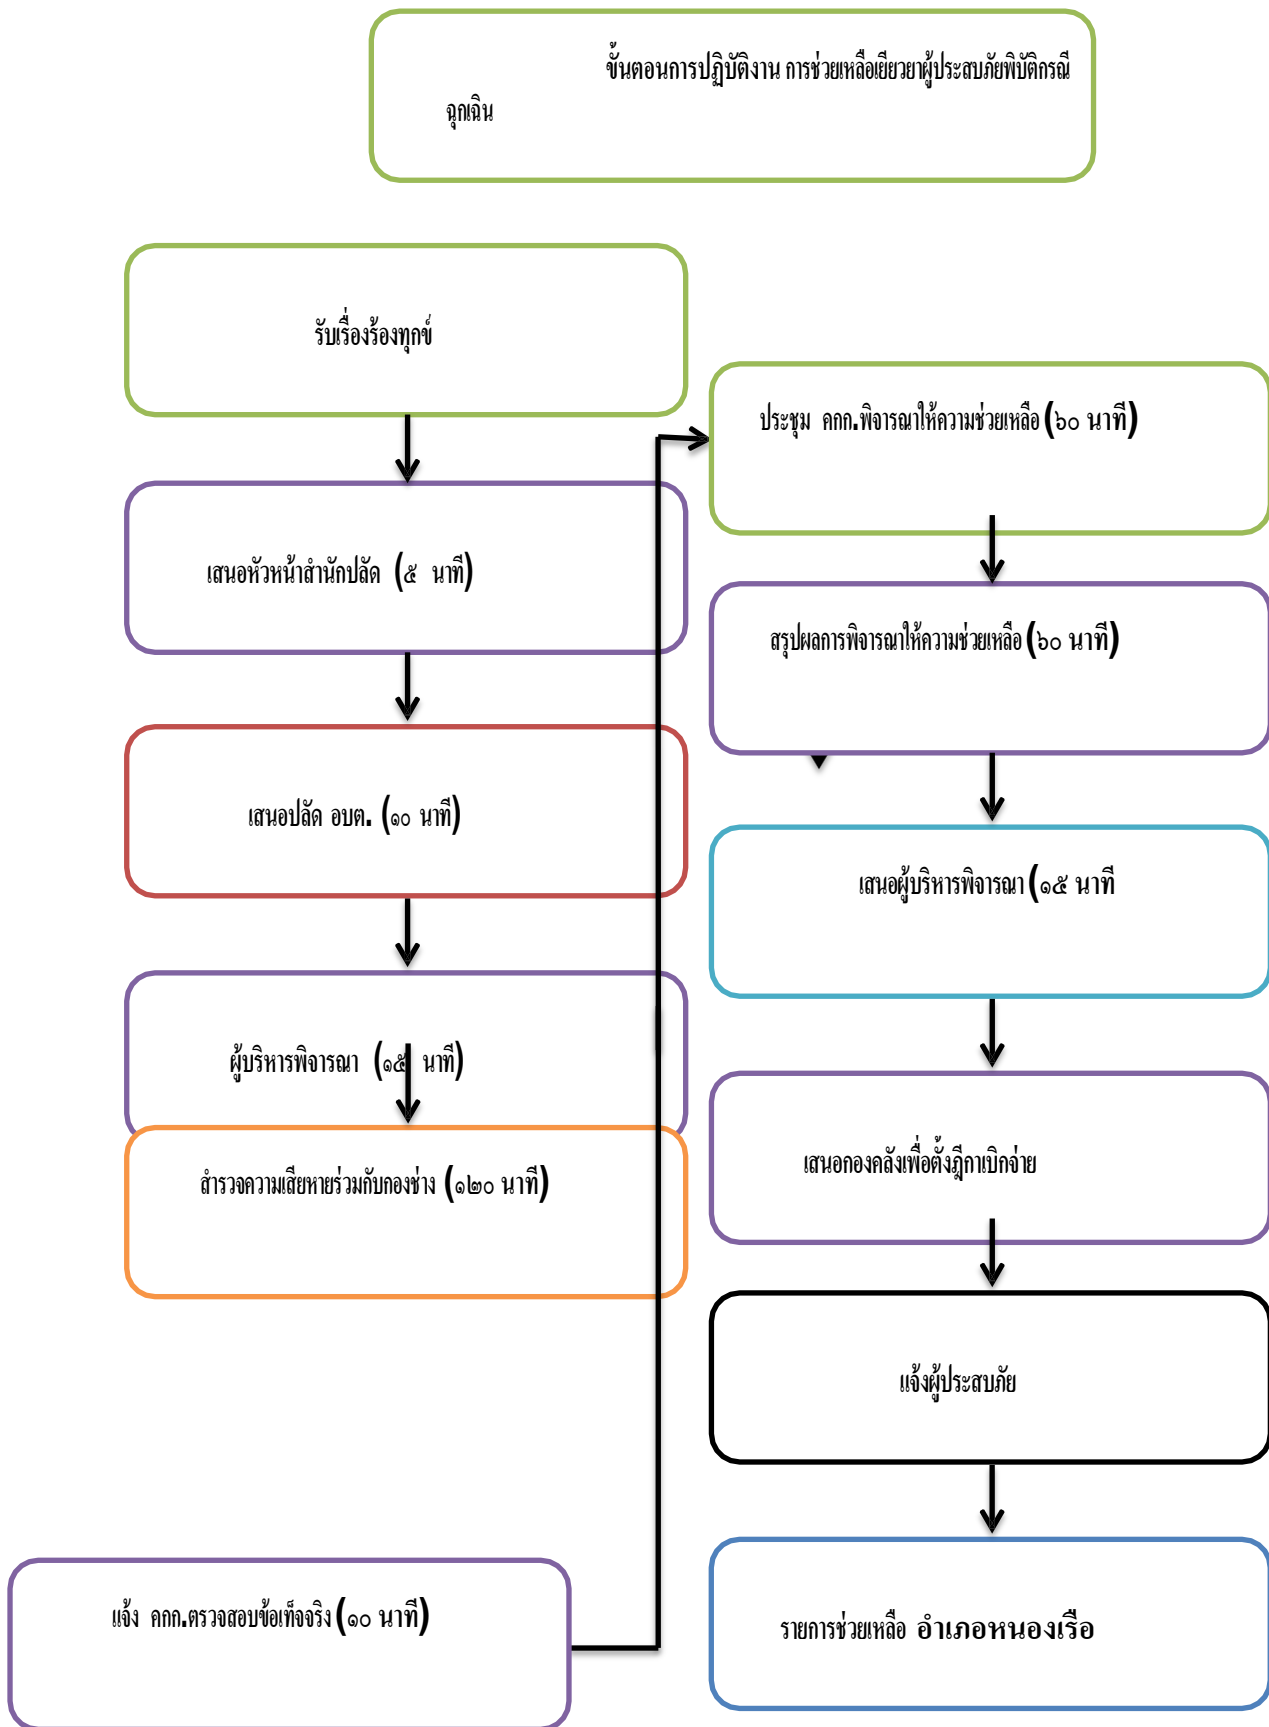 ขั้นตอนการปฏิบัติงาน การช่วยเหลือเยียวยาผู้ประสบภัยพิบัติกรณี
ฉุกเฉิน
รับเรื่องร้องทุกข์
เสนอหัวหน้าสำนักปลัด (๕ นาที)
เสนอปลัด อบต. (๑๐ นาที)
ผู้บริหารพิจารณา (๑๕ นาที)
สำรวจความเสียหายร่วมกับกองช่าง (๑๒๐ นาที)
แจ้ง คกก.ตรวจสอบข้อเท็จจริง (๑๐ นาที)
ประชุม คกก.พิจารณาให้ความช่วยเหลือ (๖๐ นาที)
สรุปผลการพิจารณาให้ความช่วยเหลือ (๖๐ นาที)
เสนอผู้บริหารพิจารณา (๑๕ นาที
เสนอกองคลังเพื่อตั้งฎีกาเบิกจ่าย
แจ้งผู้ประสบภัย
รายการช่วยเหลือ อำเภอหนองเรือ